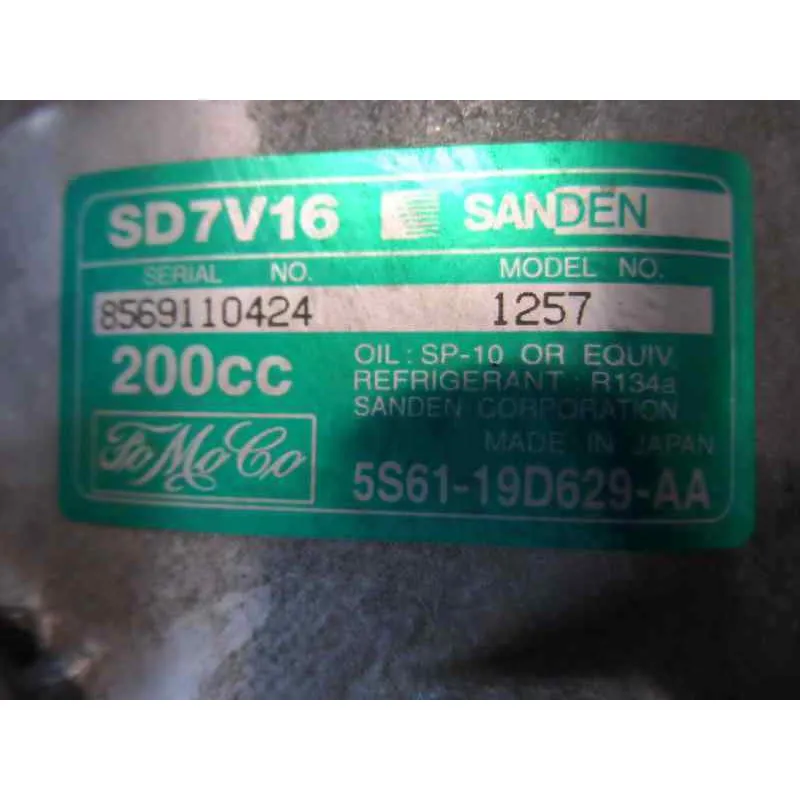 SD7V16 SANDEN
SERIAL NO. MODEL NO.
8569110424 1257
200cc
OIL: SP-10 OR EQUIV.
REFRIGERANT : R134a
SANDEN CORPORATION
MADE IN JAPAN
FoMoCo
5S61-19D629-AA